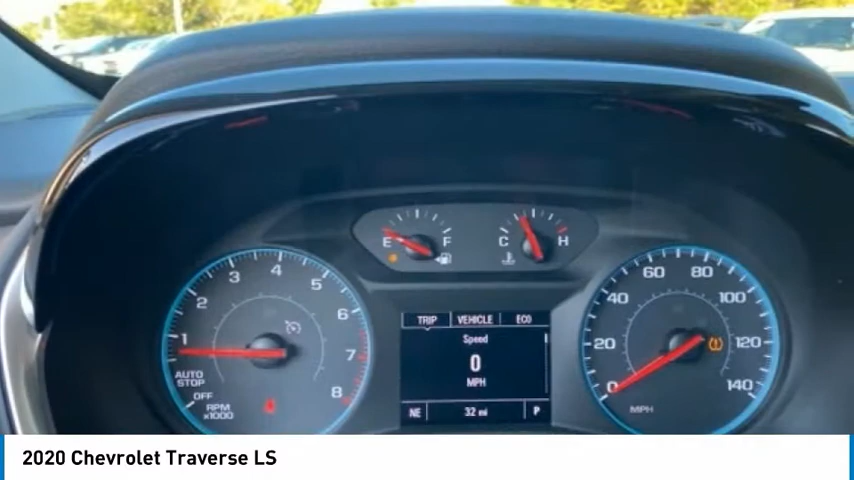 E F
C H
1 2 3 4 5 6 7 8
AUTO
STOP
OFF
RPM
x1000
TRIP VEHICLE ECO
Speed
0
MPH
NE 32 mi P
0 20 40 60 80 100 120 140
MPH
2020 Chevrolet Traverse LS